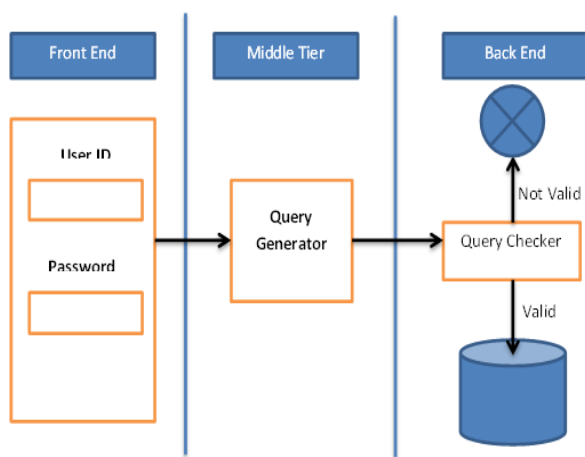 Front End
Middle Tier
Back End
User ID
Password
Query
Generator
Not Valid
Query Checker
Valid